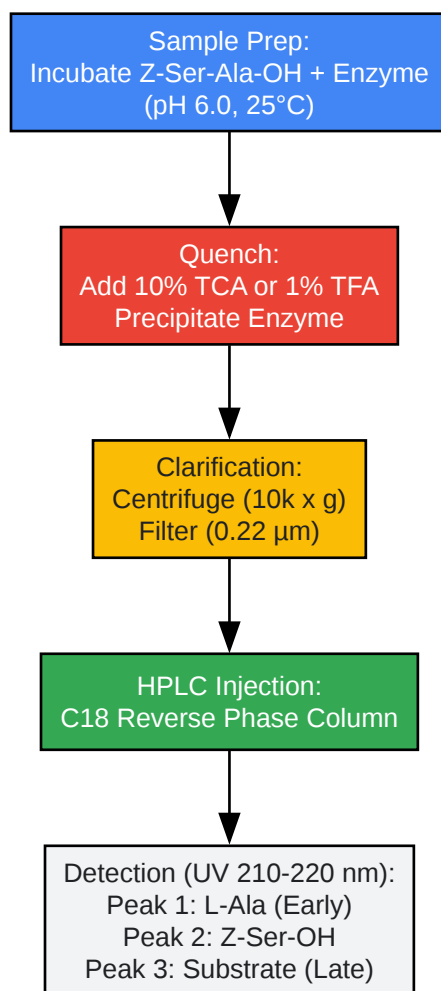 Sample Prep:
Incubate Z-Ser-Ala-OH + Enzyme
(pH 6.0, 25°C)
Quench:
Add 10% TCA or 1% TFA
Precipitate Enzyme
Clarification:
Centrifuge (10k x g)
Filter (0.22 µm)
HPLC Injection:
C18 Reverse Phase Column
Detection (UV 210-220 nm):
Peak 1: L-Ala (Early)
Peak 2: Z-Ser-OH
Peak 3: Substrate (Late)